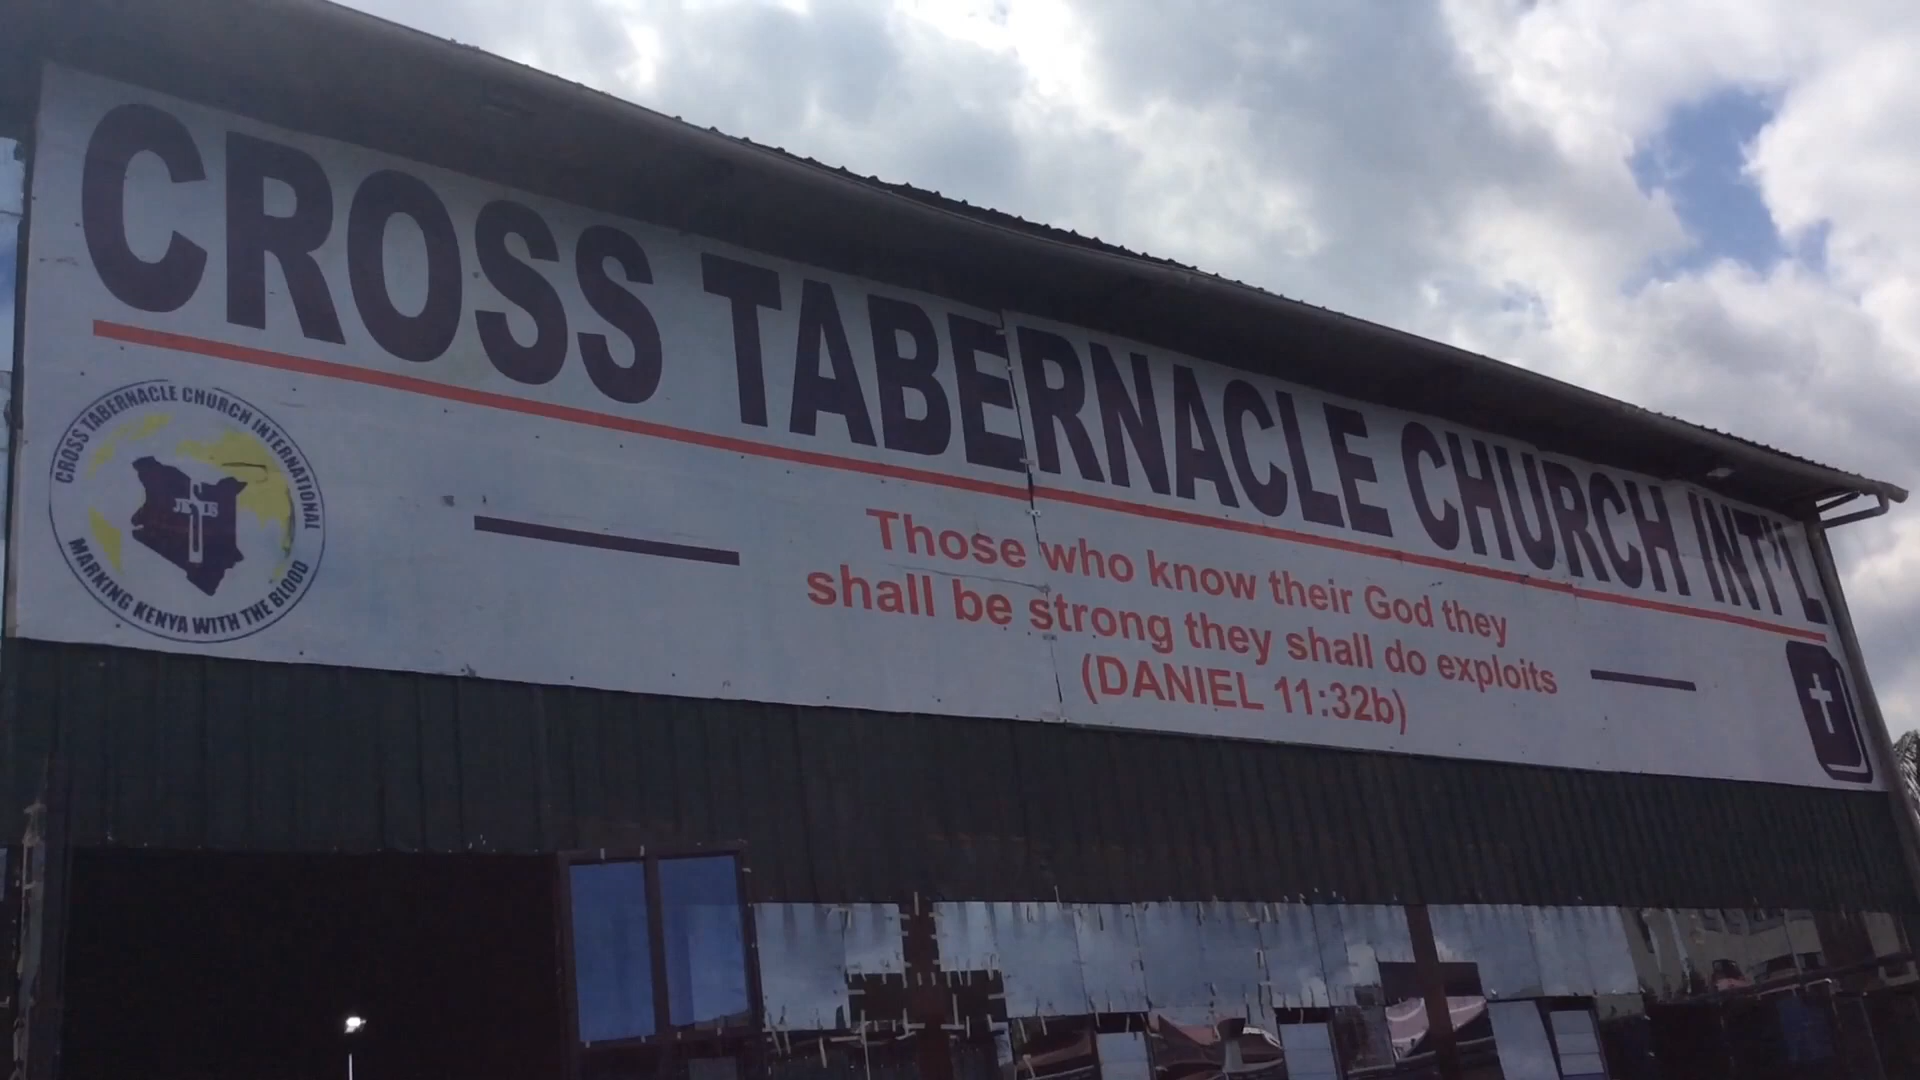 CROSS TABERNACLE CHURCH INT'L
CROSS TABERNACLE CHURCH INTERNATIONAL
JESUS
MARKING KENYA WITH THE BLOOD
Those who know their God they
shall be strong they shall do exploits
(DANIEL 11:32b)